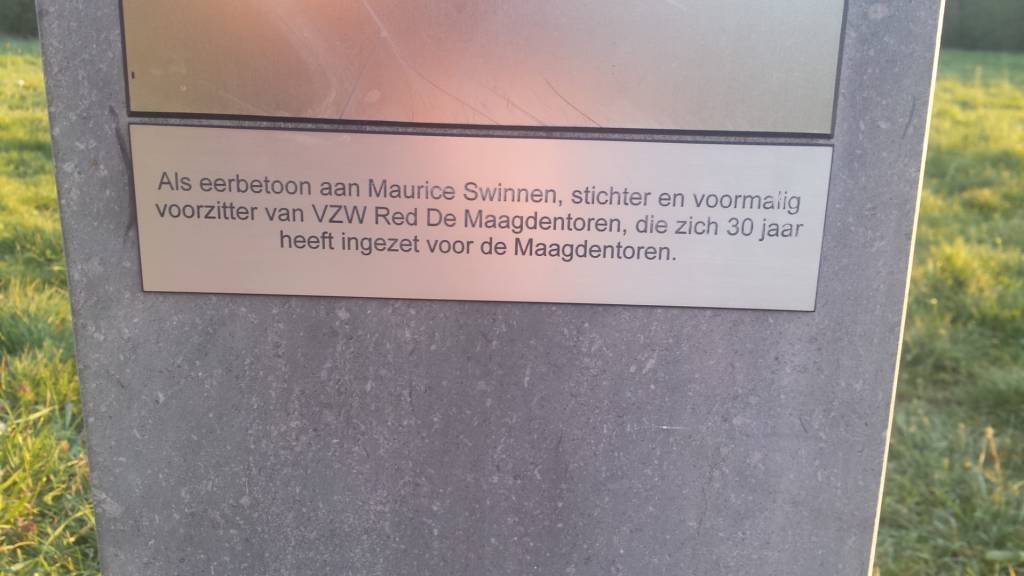 Als eerbetoon aan Maurice Swinnen, stichter en voormalig
voorzitter van VZW Red De Maagdentoren, die zich 30 jaar
heeft ingezet voor de Maagdentoren.